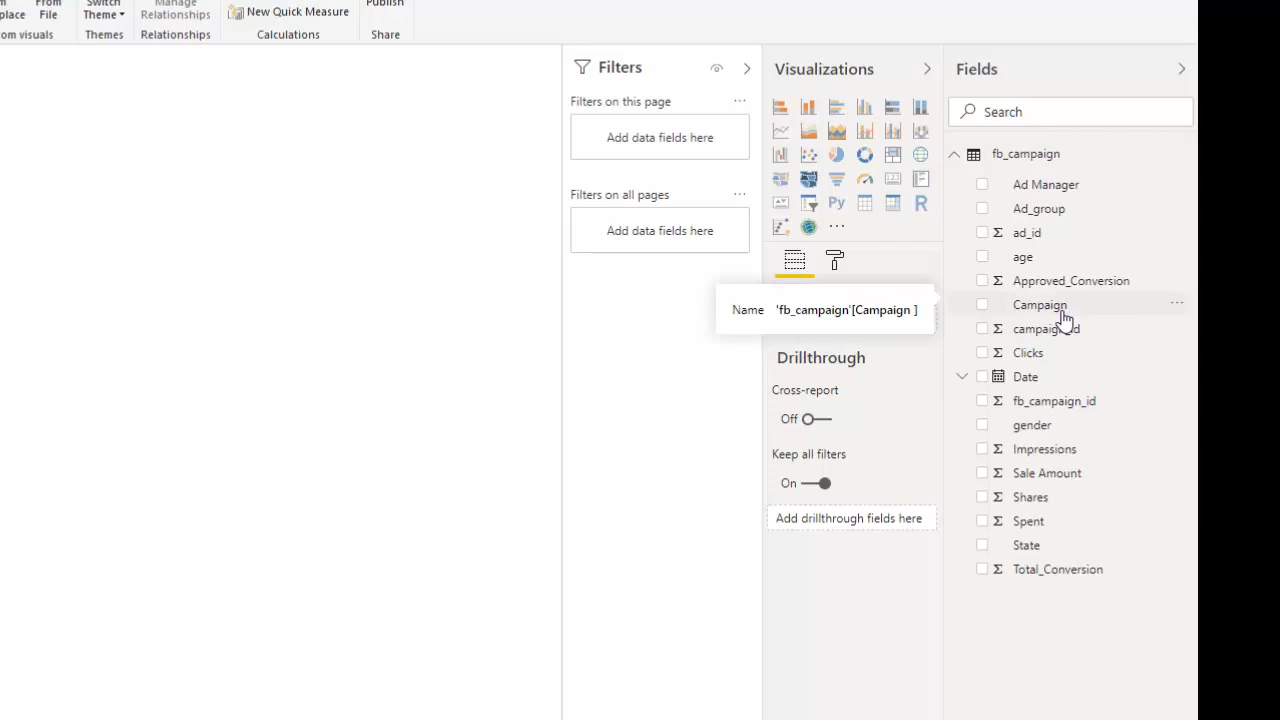 place
From
File
om visuals
Switch
Theme
Themes
Manage
Relationships
Relationships
New Quick Measure
Calculations
Publish
Share
Filters
Filters on this page
...
Add data fields here
Filters on all pages
...
Add data fields here
Visualizations
Py
R
...
Name 'fb_campaign'[Campaign ]
Drillthrough
Cross-report
Off
Keep all filters
On
Add drillthrough fields here
Fields
Search
fb_campaign
Ad Manager
Ad_group
Σ ad_id
age
Σ Approved_Conversion
Campaign ...
Σ campaign_id
Σ Clicks
Date
Σ fb_campaign_id
gender
Σ Impressions
Σ Sale Amount
Σ Shares
Σ Spent
State
Σ Total_Conversion